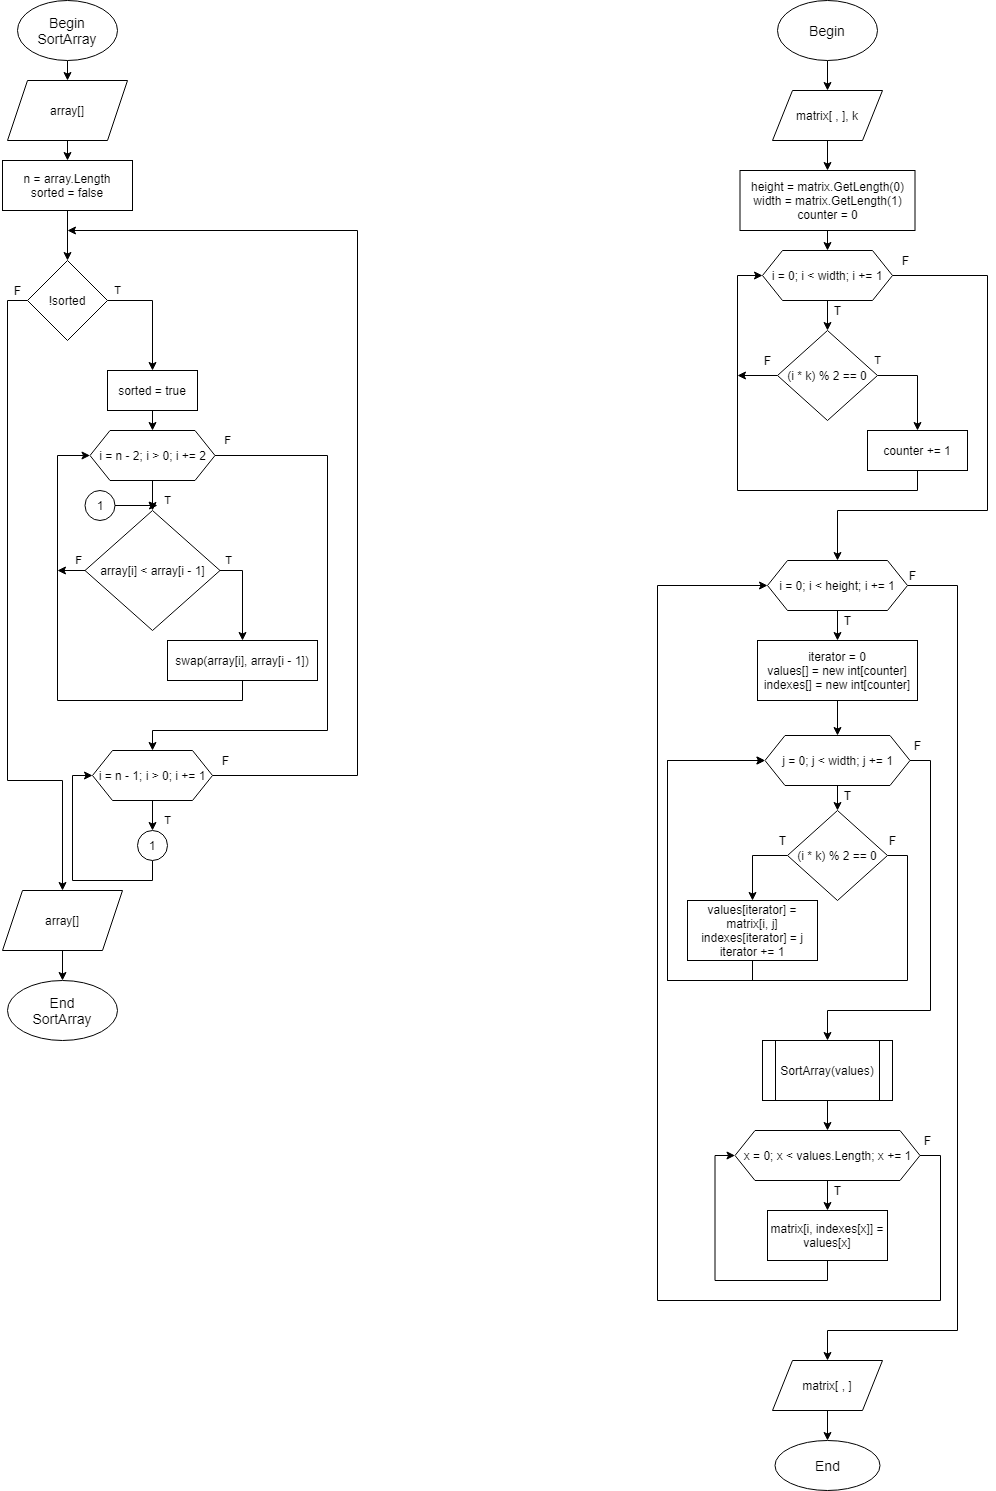 Begin
SortArray
array[]
n = array.Length
sorted = false
F
!sorted
T
sorted = true
i = n - 2; i > 0; i += 2
F
T
1
F
array[i] < array[i - 1]
T
swap(array[i], array[i - 1])
i = n - 1; i > 0; i += 1
F
T
1
array[]
End
SortArray
Begin
matrix[ , ], k
height = matrix.GetLength(0)
width = matrix.GetLength(1)
counter = 0
i = 0; i < width; i += 1
F
T
F
(i * k) % 2 == 0
T
counter += 1
i = 0; i < height; i += 1
F
T
iterator = 0
values[] = new int[counter]
indexes[] = new int[counter]
j = 0; j < width; j += 1
F
T
T
(i * k) % 2 == 0
F
values[iterator] =
matrix[i, j]
indexes[iterator] = j
iterator += 1
SortArray(values)
x = 0; x < values.Length; x += 1
F
T
matrix[i, indexes[x]] =
values[x]
matrix[ , ]
End